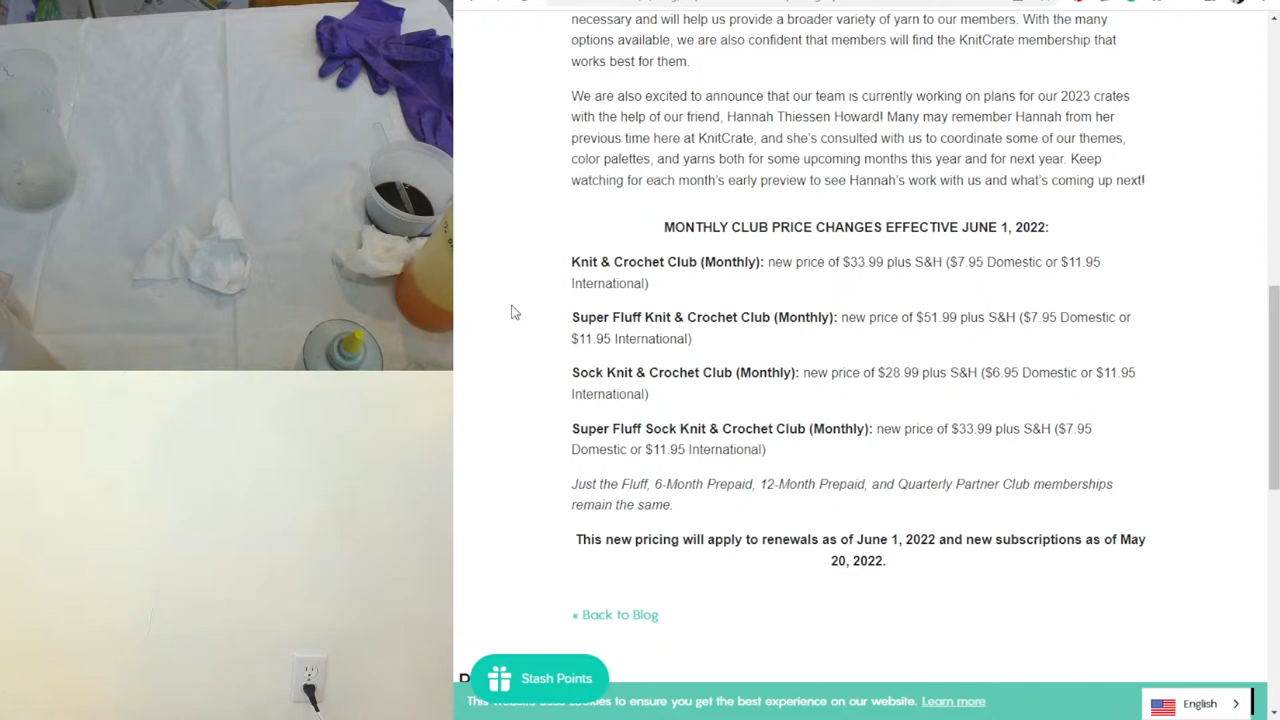 necessary and will help us provide a broader variety of yarn to our members. With the many
options available, we are also confident that members will find the KnitCrate membership that
works best for them.
We are also excited to announce that our team is currently working on plans for our 2023 crates
with the help of our friend, Hannah Thiessen Howard! Many may remember Hannah from her
previous time here at KnitCrate, and she's consulted with us to coordinate some of our themes,
color palettes, and yarns both for some upcoming months this year and for next year. Keep
watching for each month's early preview to see Hannah's work with us and what's coming up next!
MONTHLY CLUB PRICE CHANGES EFFECTIVE JUNE 1, 2022:
Knit & Crochet Club (Monthly): new price of $33.99 plus S&H ($7.95 Domestic or $11.95
International)
Super Fluff Knit & Crochet Club (Monthly): new price of $51.99 plus S&H ($7.95 Domestic or
$11.95 International)
Sock Knit & Crochet Club (Monthly): new price of $28.99 plus S&H ($6.95 Domestic or $11.95
International)
Super Fluff Sock Knit & Crochet Club (Monthly): new price of $33.99 plus S&H ($7.95
Domestic or $11.95 International)
Just the Fluff, 6-Month Prepaid, 12-Month Prepaid, and Quarterly Partner Club memberships
remain the same.
This new pricing will apply to renewals as of June 1, 2022 and new subscriptions as of May
20, 2022.
« Back to Blog
Stash Points
This website uses cookies to ensure you get the best experience on our website. Learn more
English